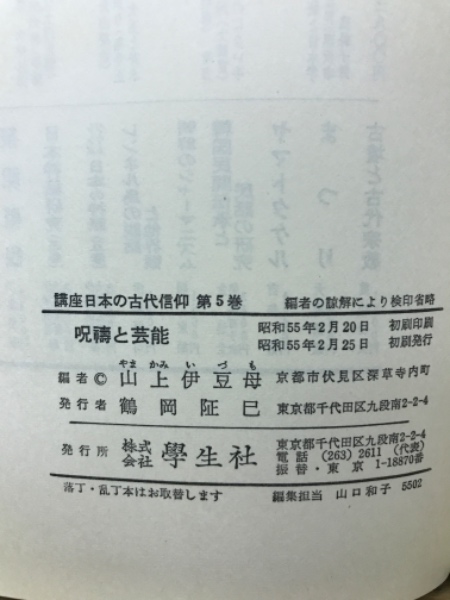 講座日本の古代信仰 第5巻 編者の諒解により検印省略
呪禱と芸能
昭和55年2月20日 初刷印刷
昭和55年2月25日 初刷発行
やま かみ い づ も
編者 © 山上伊豆母 京都市伏見区深草寺内町
発行者 鶴岡阷巳 東京都千代田区九段南2-2-4
発行所 株式会社 學生社
東京都千代田区九段南2-2-4
電話 (263) 2611 (代表)
振替・東京 1-18870番
落丁・乱丁本はお取替します 編集担当 山口和子 5502